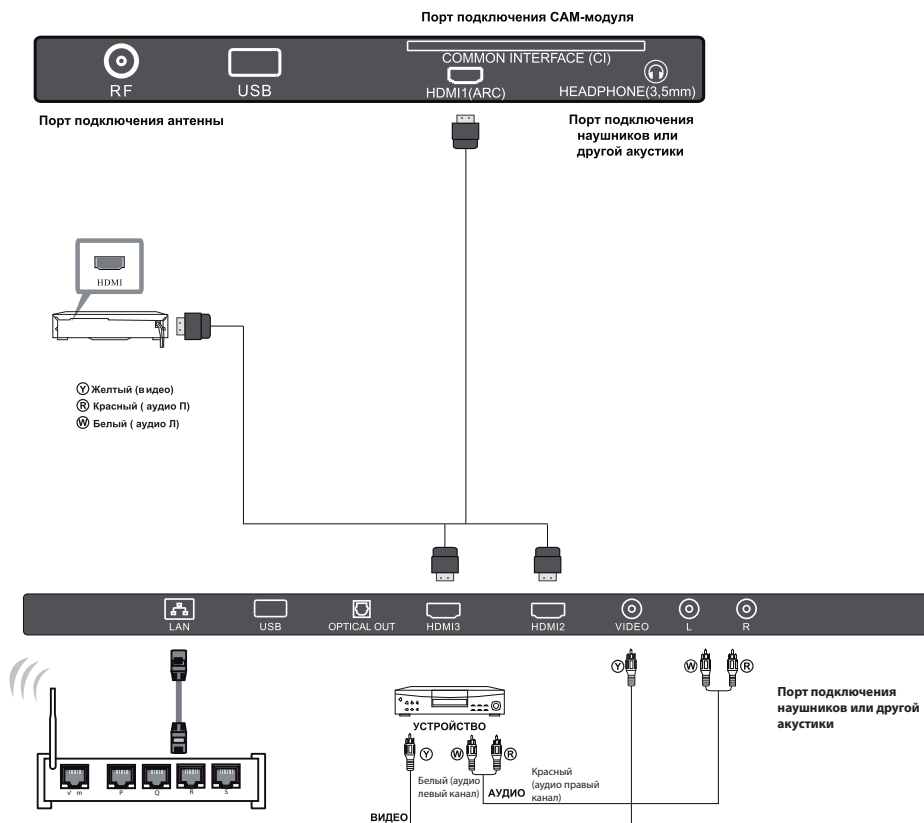 Порт подключения CAM-модуля
COMMON INTERFACE (CI)
RF
USB
HDMI1(ARC)
HEADPHONE(3,5mm)
Порт подключения антенны
Порт подключения
наушников или
другой акустики
HDMI
Y Желтый (видео)
R Красный ( аудио П)
W Белый ( аудио Л)
LAN
USB
OPTICAL OUT
HDMI3
HDMI2
VIDEO
L
R
Y
W
R
Порт подключения
наушников или другой
акустики
УСТРОЙСТВО
Y
W
R
Белый (аудио
левый канал)
АУДИО
Красный
(аудио правый
канал)
ВИДЕО
√ m
P
Q
R
S